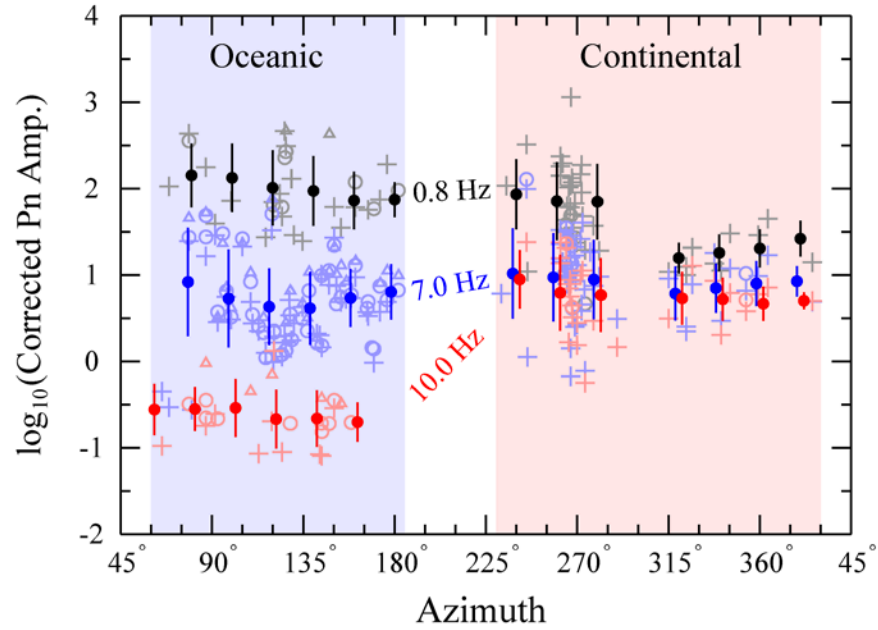 Oceanic
Continental
log10(Corrected Pn Amp.)
4
3
2
1
0
-1
-2
0.8 Hz
7.0 Hz
10.0 Hz
45° 90° 135° 180° 225° 270° 315° 360° 45°
Azimuth